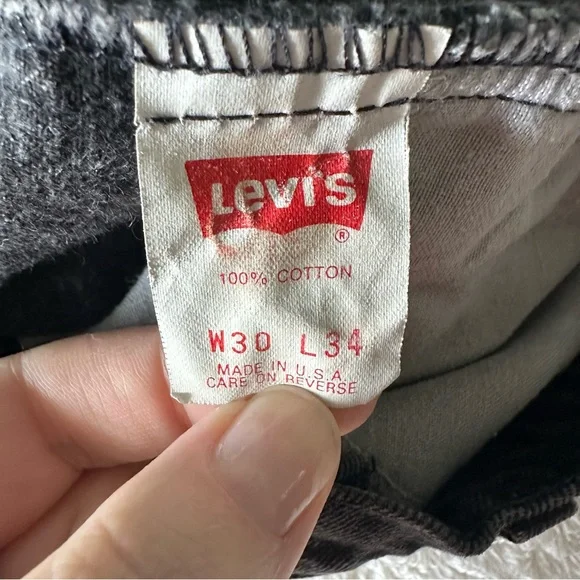 Levi's
®
100% COTTON
W30 L34
MADE IN U.S.A.
CARE ON REVERSE